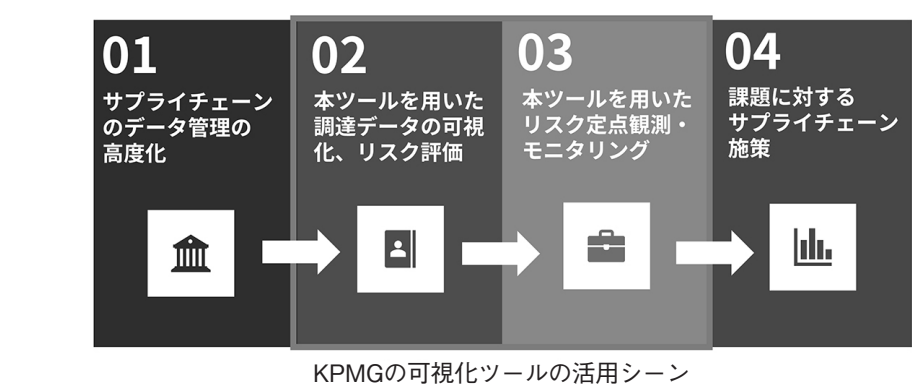 01
サプライチェーン
のデータ管理の
高度化
02
本ツールを用いた
調達データの可視
化、リスク評価
03
本ツールを用いた
リスク定点観測・
モニタリング
04
課題に対する
サプライチェーン
施策
KPMGの可視化ツールの活用シーン